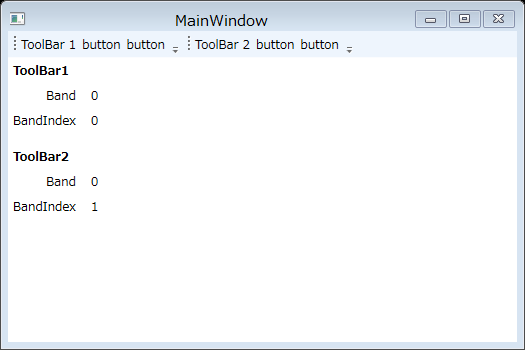 MainWindow
ToolBar 1 button button ToolBar 2 button button
ToolBar1
Band 0
BandIndex 0
ToolBar2
Band 0
BandIndex 1